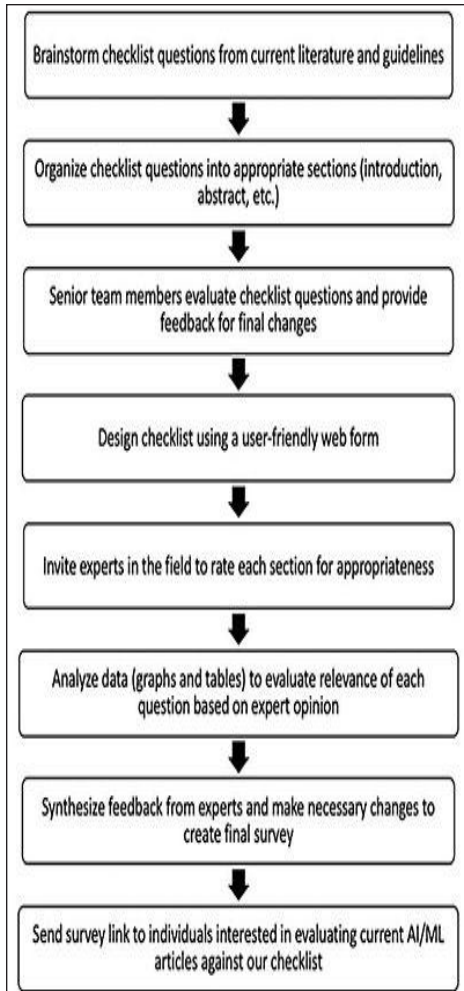 Brainstorm checklist questions from current literature and guidelines
Organize checklist questions into appropriate sections (introduction,
abstract, etc.)
Senior team members evaluate checklist questions and provide
feedback for final changes
Design checklist using a user-friendly web form
Invite experts in the field to rate each section for appropriateness
Analyze data (graphs and tables) to evaluate relevance of each
question based on expert opinion
Synthesize feedback from experts and make necessary changes to
create final survey
Send survey link to individuals interested in evaluating current AI/ML
articles against our checklist